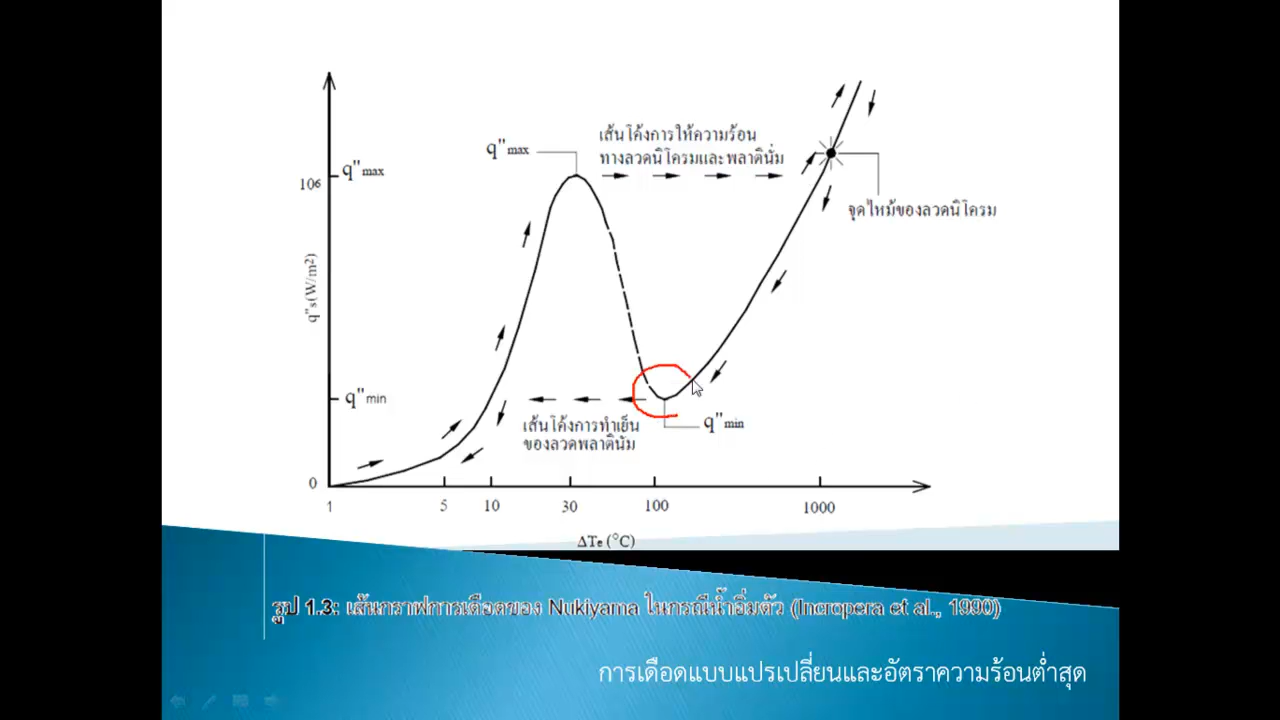 เส้นโค้งการให้ความร้อน
ทางลวดนิโครมและพลาตินั่ม
q"max
q"max
10⁶
จุดไหม้ของลวดนิโครม
q"s(W/m²)
q"min
เส้นโค้งการทำเย็น
ของลวดพลาตินัม
q"min
0
1 5 10 30 100 1000
ΔTe (°C)
รูป 1.3: เส้นกราฟการเดือดของ Nukiyama ในกรณีน้ำอิ่มตัว (Incropera et al., 1990)
การเดือดแบบแปรเปลี่ยนและอัตราความร้อนต่ำสุด